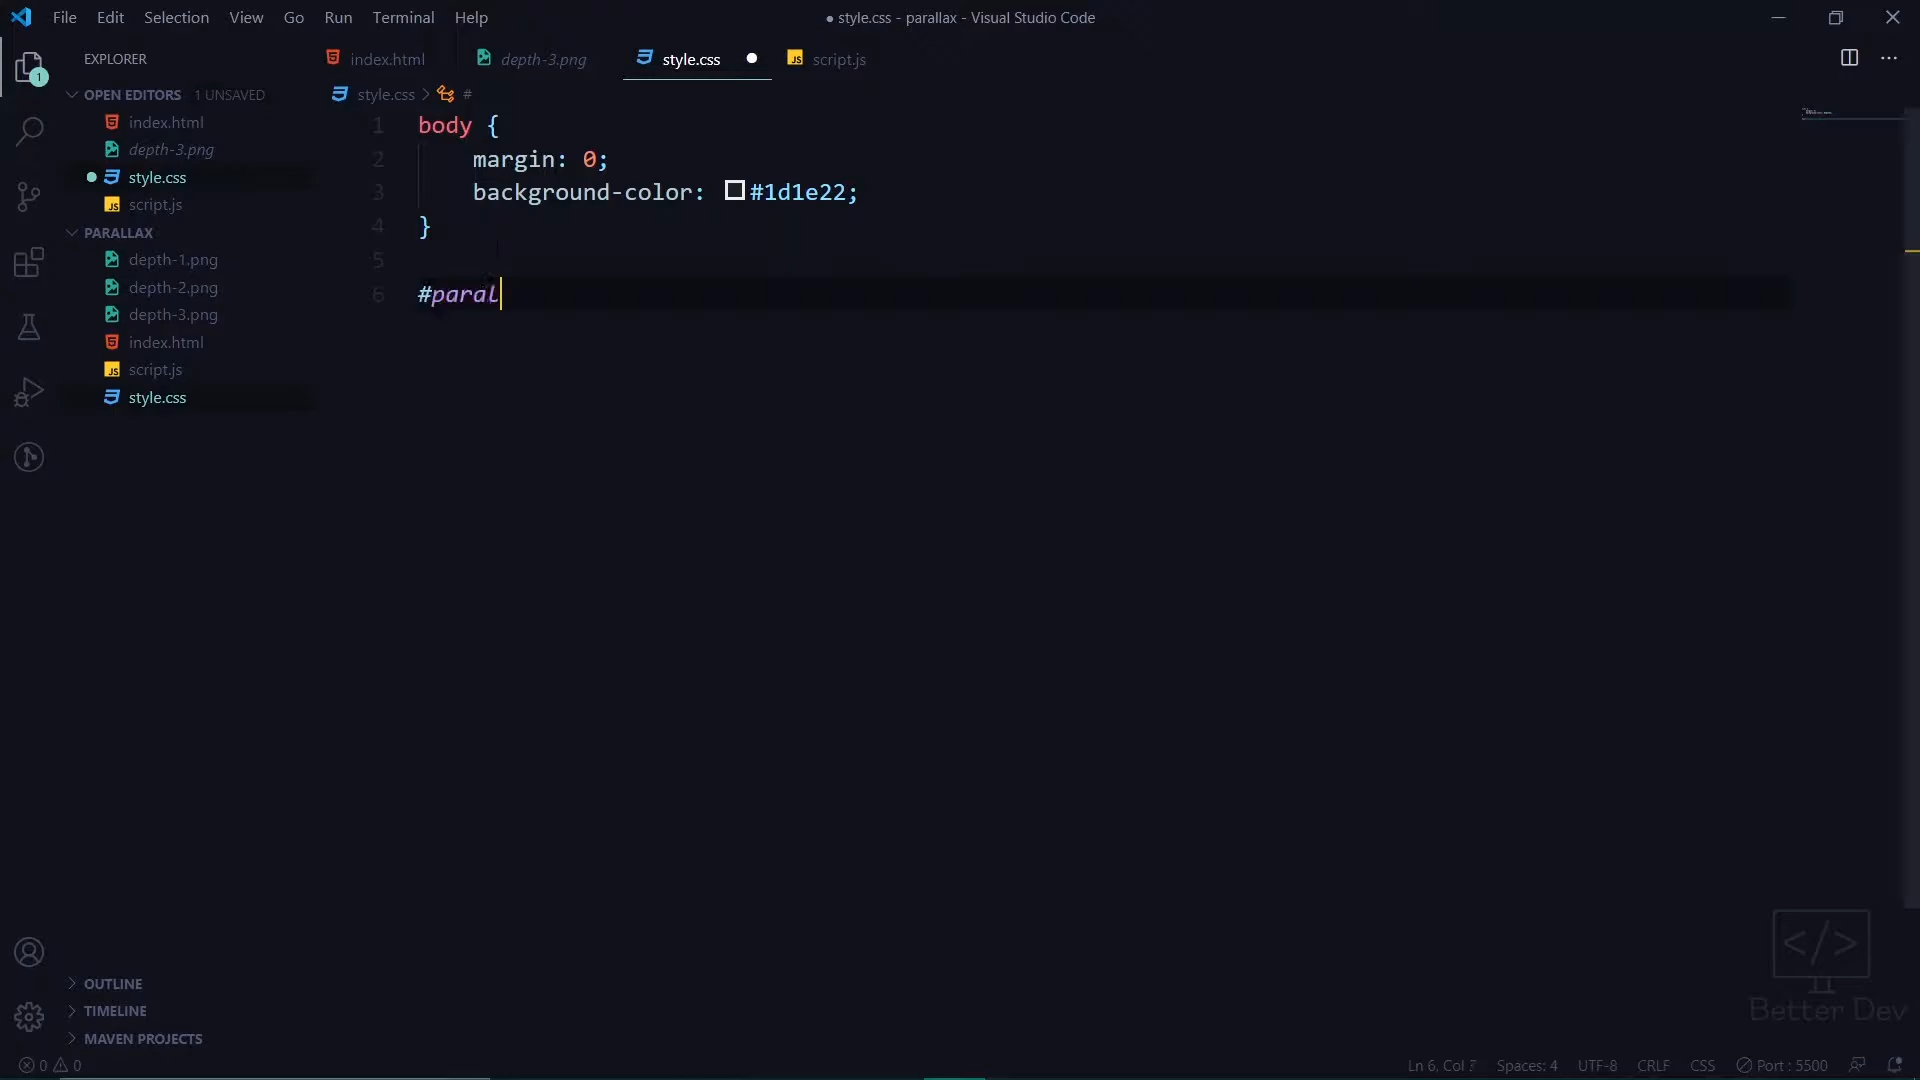 File Edit Selection View Go Run Terminal Help
● style.css - parallax - Visual Studio Code
EXPLORER
index.html depth-3.png style.css JS script.js
OPEN EDITORS 1 UNSAVED
1
index.html
depth-3.png
style.css
JS script.js
PARALLAX
depth-1.png
depth-2.png
depth-3.png
index.html
JS script.js
style.css
style.css > #
1 body {
2 margin: 0;
3 background-color: #1d1e22;
4 }
5
6 #paral
</>
Better Dev
OUTLINE
TIMELINE
MAVEN PROJECTS
0 0
Ln 6, Col 7 Spaces: 4 UTF-8 CRLF CSS Port : 5500